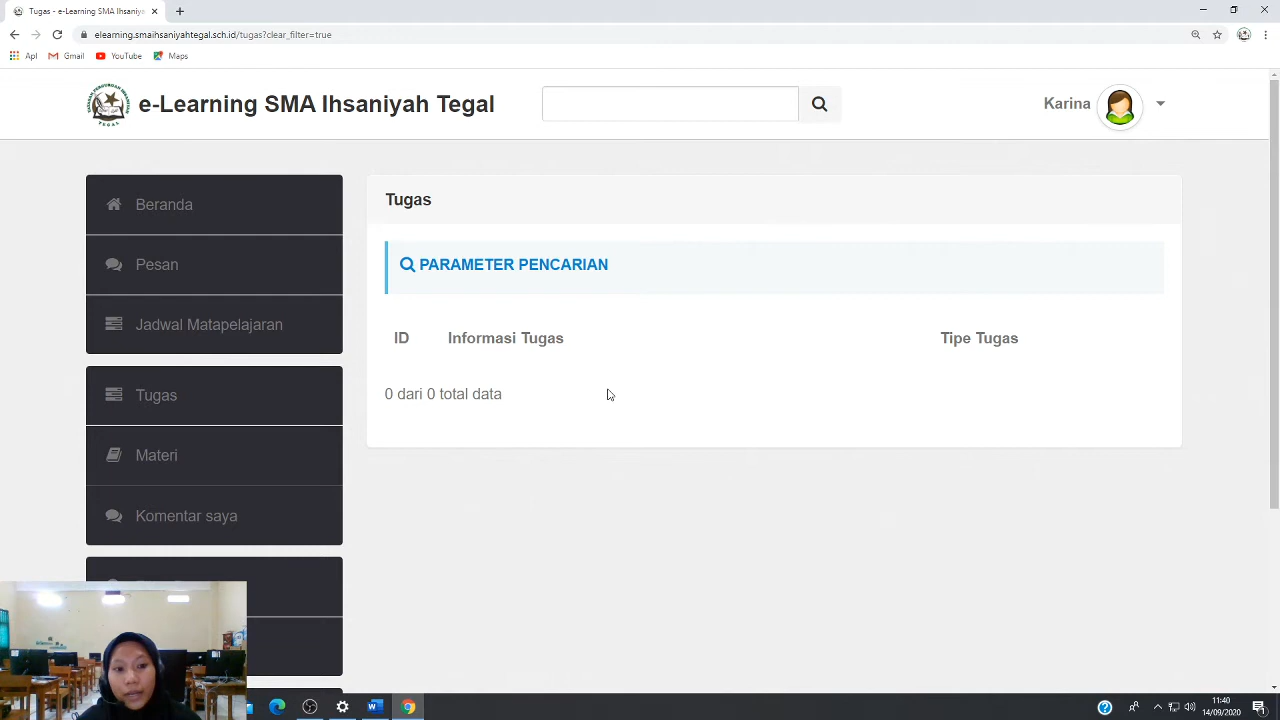 Tugas - e-Learning SMA Ihsaniya
elearning.smaihsaniyahtegal.sch.id/tugas?clear_filter=true
Apl Gmail YouTube Maps
e-Learning SMA Ihsaniyah Tegal
Karina
Beranda
Pesan
Jadwal Matapelajaran
Tugas
Materi
Komentar saya
Tugas
PARAMETER PENCARIAN
ID Informasi Tugas Tipe Tugas
0 dari 0 total data
11:40
14/09/2020